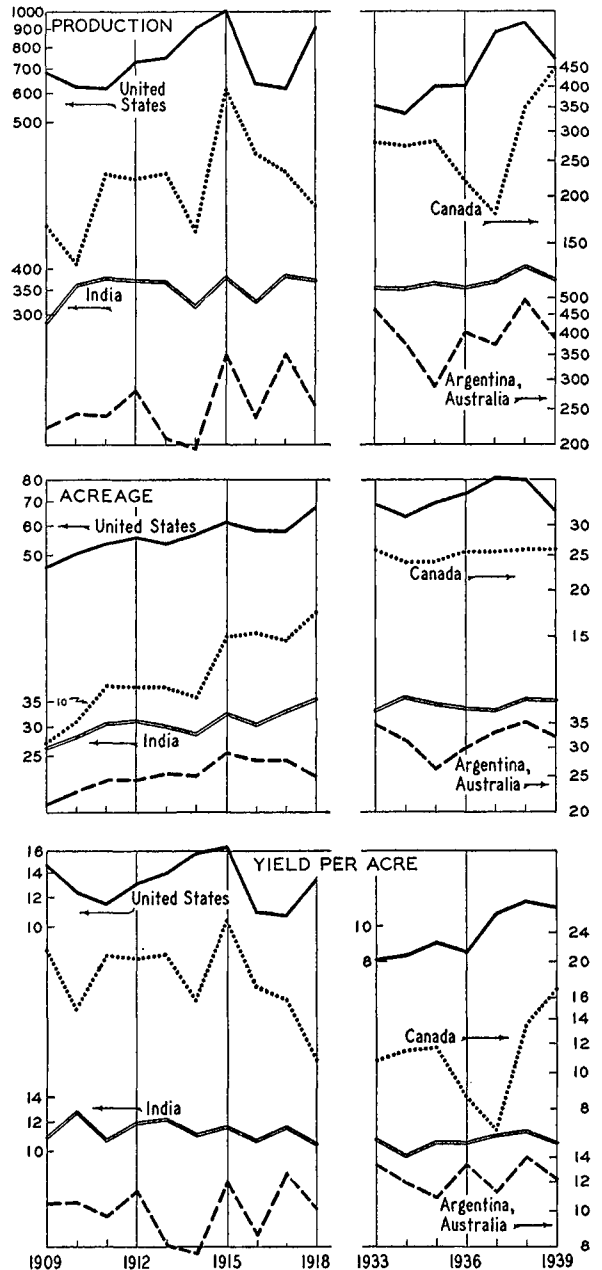 1000
900
800
700
600
500
PRODUCTION
United
States
400
350
300
India
450
400
350
300
250
200
150
Canada
500
450
400
350
300
250
200
Argentina,
Australia
80
70
60
50
ACREAGE
United States
10
35
30
25
India
30
25
20
15
Canada
35
30
25
20
Argentina,
Australia
YIELD PER ACRE
16
14
12
10
United States
14
12
10
India
10
8
24
20
16
14
12
10
8
Canada
14
12
10
8
Argentina,
Australia
1909 1912 1915 1918 1933 1936 1939